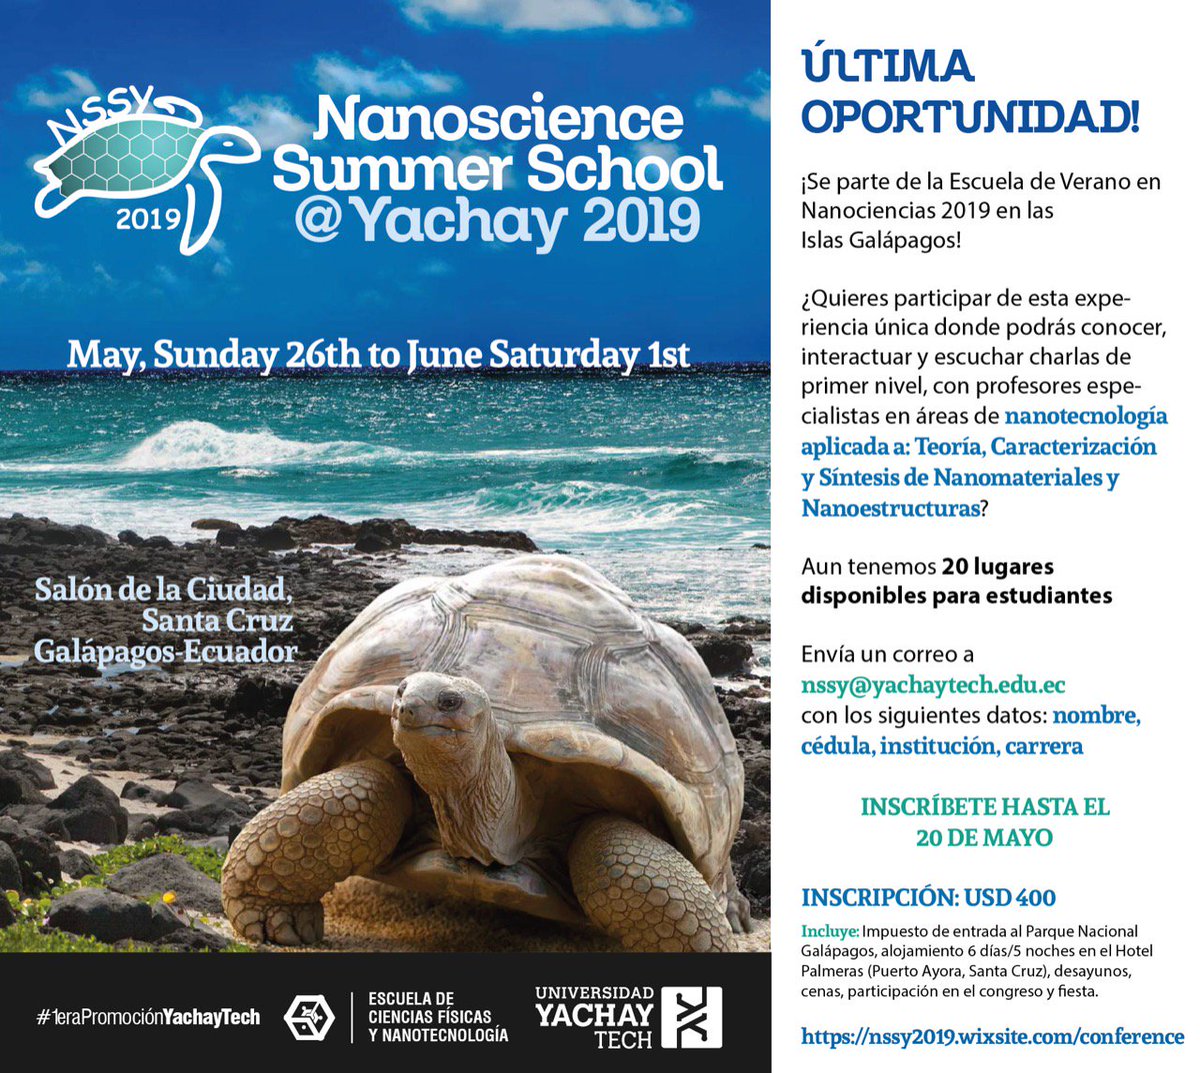 NSSY
2019
Nanoscience
Summer School
@ Yachay 2019
May, Sunday 26th to June Saturday 1st
Salón de la Ciudad,
Santa Cruz
Galápagos-Ecuador
#1eraPromociónYachayTech
ESCUELA DE
CIENCIAS FÍSICAS
Y NANOTECNOLOGÍA
UNIVERSIDAD
YACHAY
TECH
ÚLTIMA
OPORTUNIDAD!
¡Se parte de la Escuela de Verano en
Nanociencias 2019 en las
Islas Galápagos!
¿Quieres participar de esta expe-
riencia única donde podrás conocer,
interactuar y escuchar charlas de
primer nivel, con profesores espe-
cialistas en áreas de nanotecnología
aplicada a: Teoría, Caracterización
y Síntesis de Nanomateriales y
Nanoestructuras?
Aun tenemos 20 lugares
disponibles para estudiantes
Envía un correo a
nssy@yachaytech.edu.ec
con los siguientes datos: nombre,
cédula, institución, carrera
INSCRÍBETE HASTA EL
20 DE MAYO
INSCRIPCIÓN: USD 400
Incluye: Impuesto de entrada al Parque Nacional
Galápagos, alojamiento 6 días/5 noches en el Hotel
Palmeras (Puerto Ayora, Santa Cruz), desayunos,
cenas, participación en el congreso y fiesta.
https://nssy2019.wixsite.com/conference